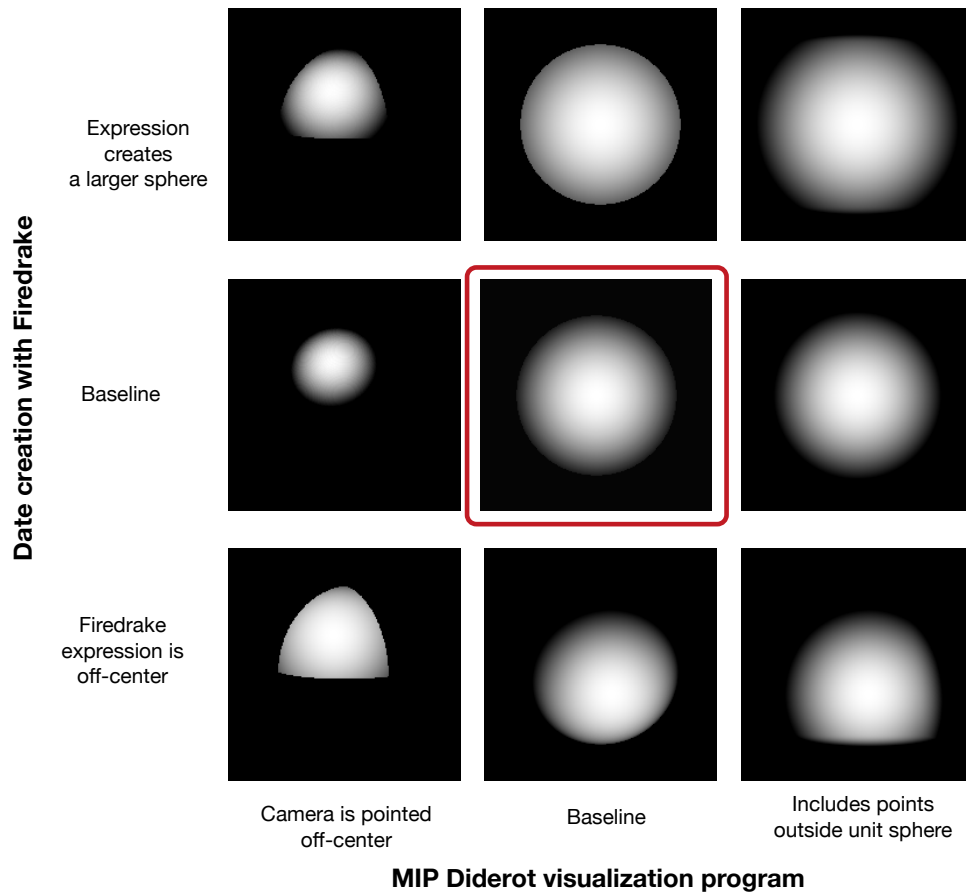 Date creation with Firedrake
Expression
creates
a larger sphere
Baseline
Firedrake
expression is
off-center
Camera is pointed
off-center
Baseline
Includes points
outside unit sphere
MIP Diderot visualization program